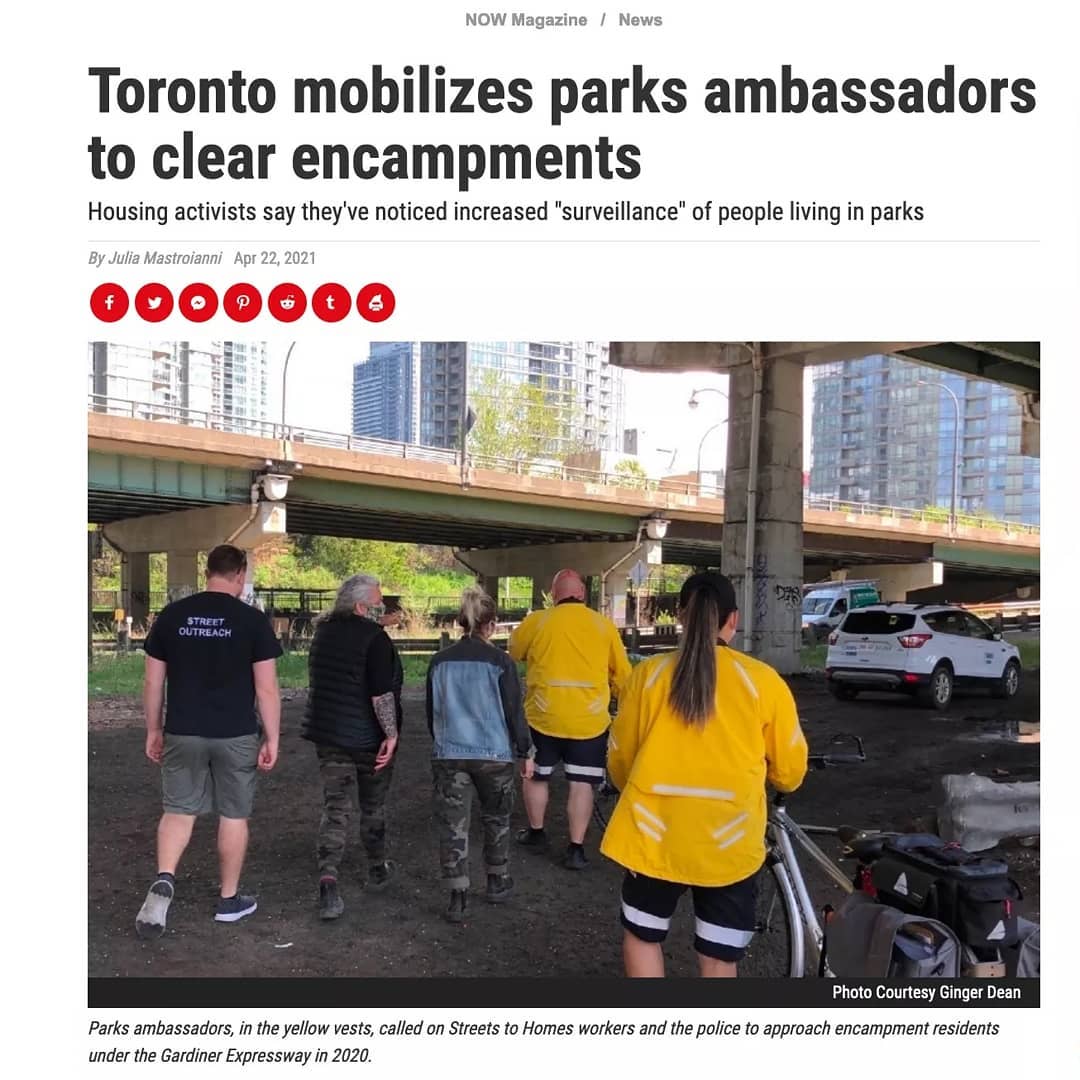 NOW Magazine / News
Toronto mobilizes parks ambassadors
to clear encampments
Housing activists say they've noticed increased "surveillance" of people living in parks
By Julia Mastroianni Apr 22, 2021
STREET
OUTREACH
Photo Courtesy Ginger Dean
Parks ambassadors, in the yellow vests, called on Streets to Homes workers and the police to approach encampment residents
under the Gardiner Expressway in 2020.